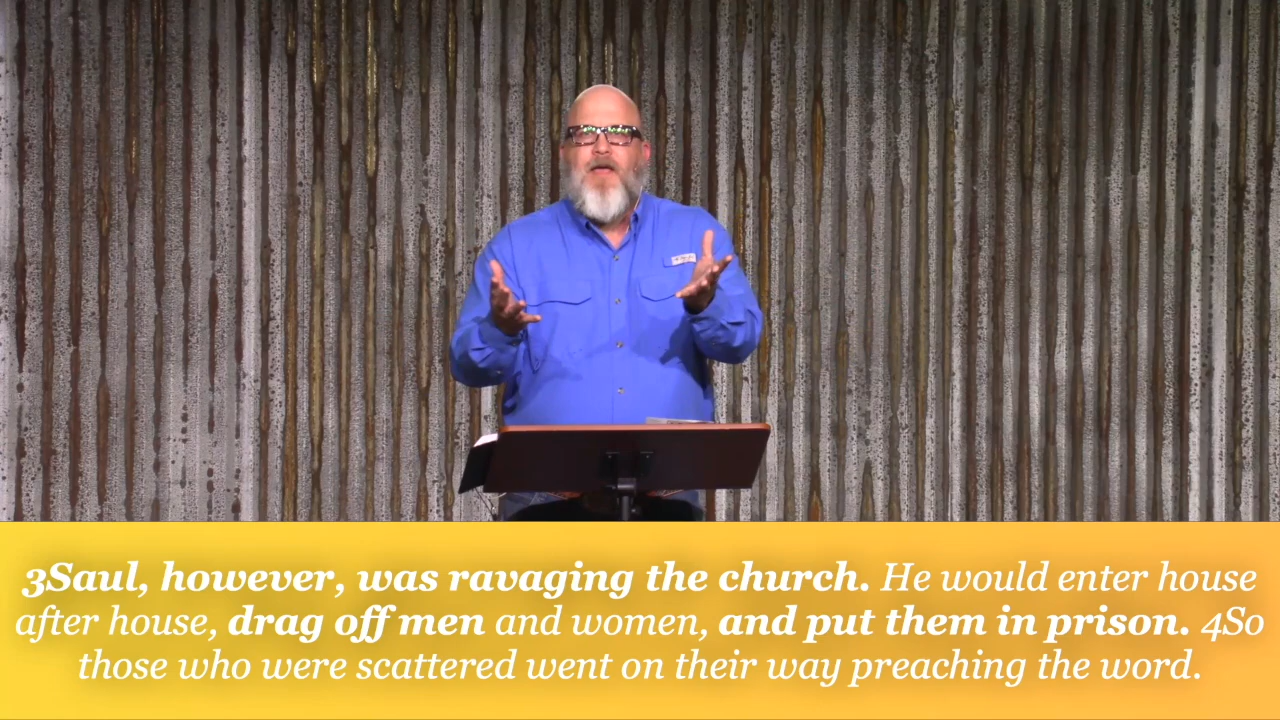 3Saul, however, was ravaging the church. He would enter house
after house, drag off men and women, and put them in prison. 4So
those who were scattered went on their way preaching the word.